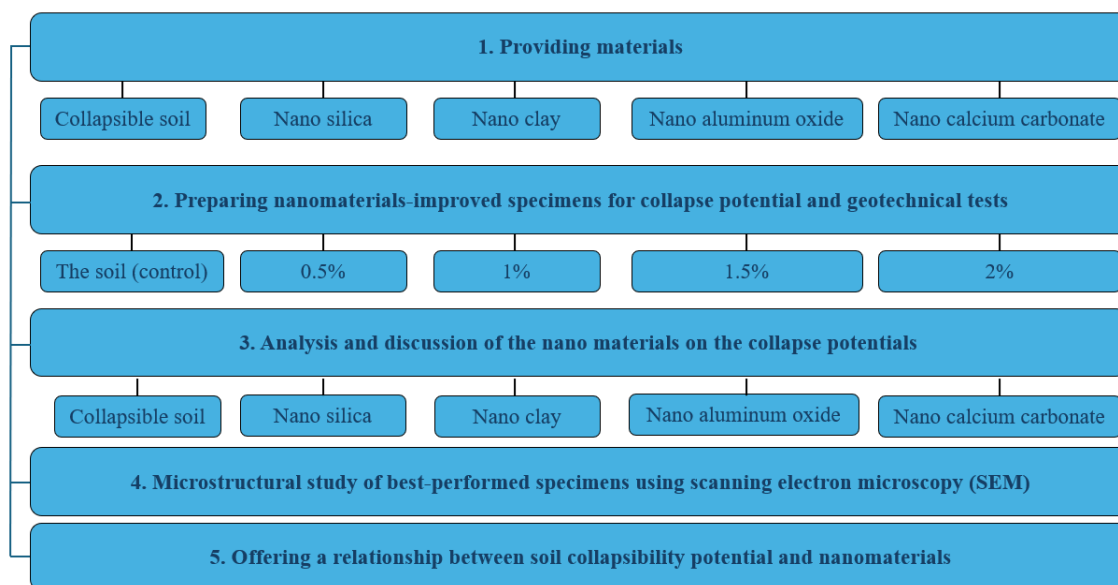 1. Providing materials
Collapsible soil
Nano silica
Nano clay
Nano aluminum oxide
Nano calcium carbonate
2. Preparing nanomaterials-improved specimens for collapse potential and geotechnical tests
The soil (control)
0.5%
1%
1.5%
2%
3. Analysis and discussion of the nano materials on the collapse potentials
Collapsible soil
Nano silica
Nano clay
Nano aluminum oxide
Nano calcium carbonate
4. Microstructural study of best-performed specimens using scanning electron microscopy (SEM)
5. Offering a relationship between soil collapsibility potential and nanomaterials